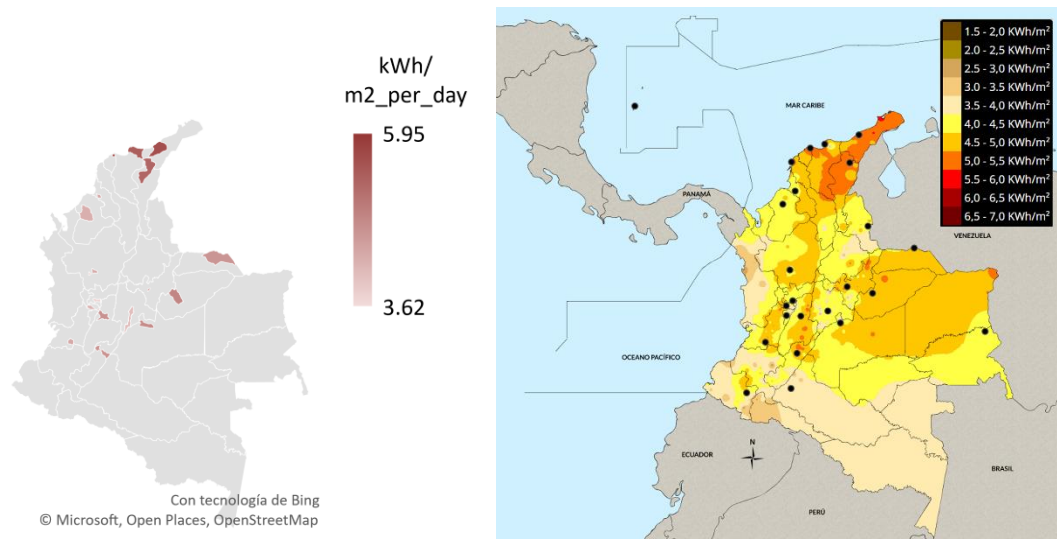 kWh/
m2_per_day
5.95
3.62
Con tecnología de Bing
© Microsoft, Open Places, OpenStreetMap
1.5 - 2,0 KWh/m²
2.0 - 2,5 KWh/m²
2.5 - 3,0 KWh/m²
3.0 - 3.5 KWh/m²
3.5 - 4,0 KWh/m²
4,0 - 4,5 KWh/m²
4.5 - 5,0 KWh/m²
5,0 - 5,5 KWh/m²
5.5 - 6,0 KWh/m²
6,0 - 6,5 KWh/m²
6,5 - 7,0 KWh/m²
MAR CARIBE
PANAMÁ
VENEZUELA
OCEANO PACÍFICO
N
ECUADOR
BRASIL
PERÚ